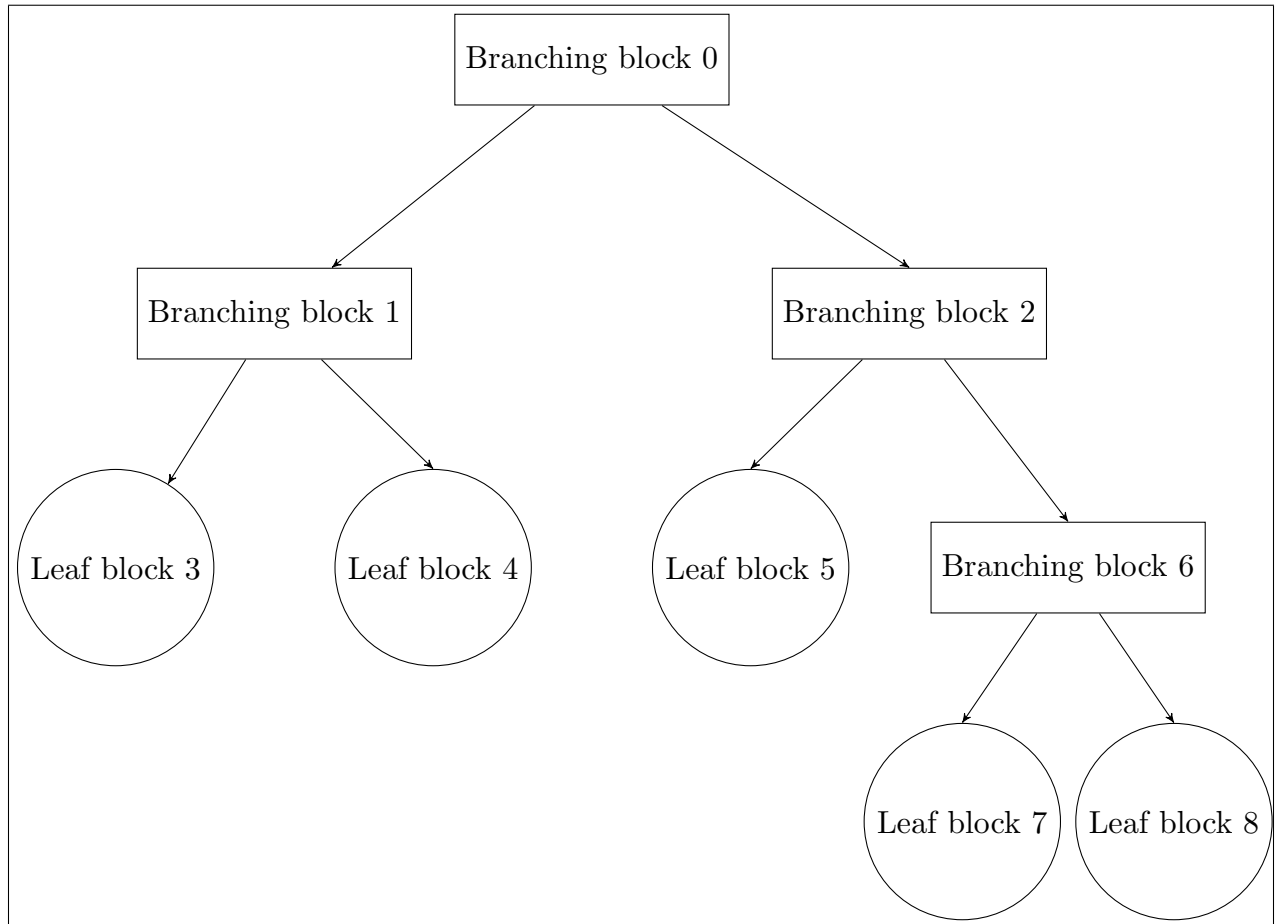 Branching block 0
Branching block 1
Branching block 2
Leaf block 3
Leaf block 4
Leaf block 5
Branching block 6
Leaf block 7
Leaf block 8